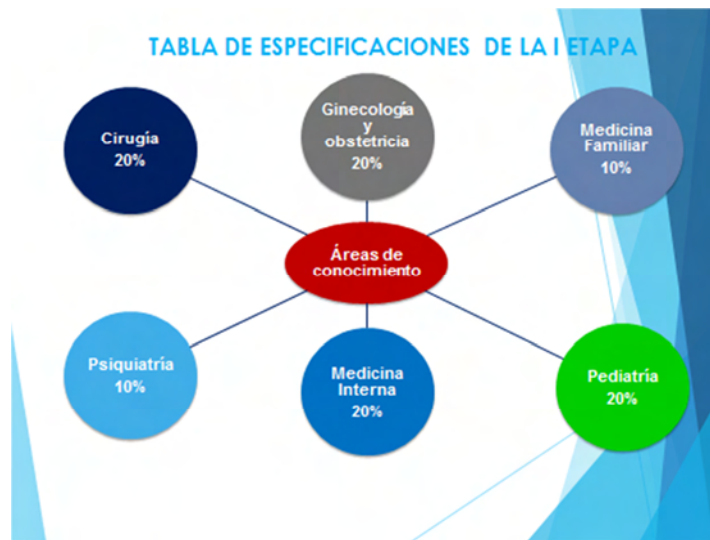 TABLA DE ESPECIFICACIONES DE LA I ETAPA
Cirugía
20%
Ginecología
y
obstetricia
20%
Medicina
Familiar
10%
Áreas de
conocimiento
Psiquiatría
10%
Medicina
Interna
20%
Pediatría
20%